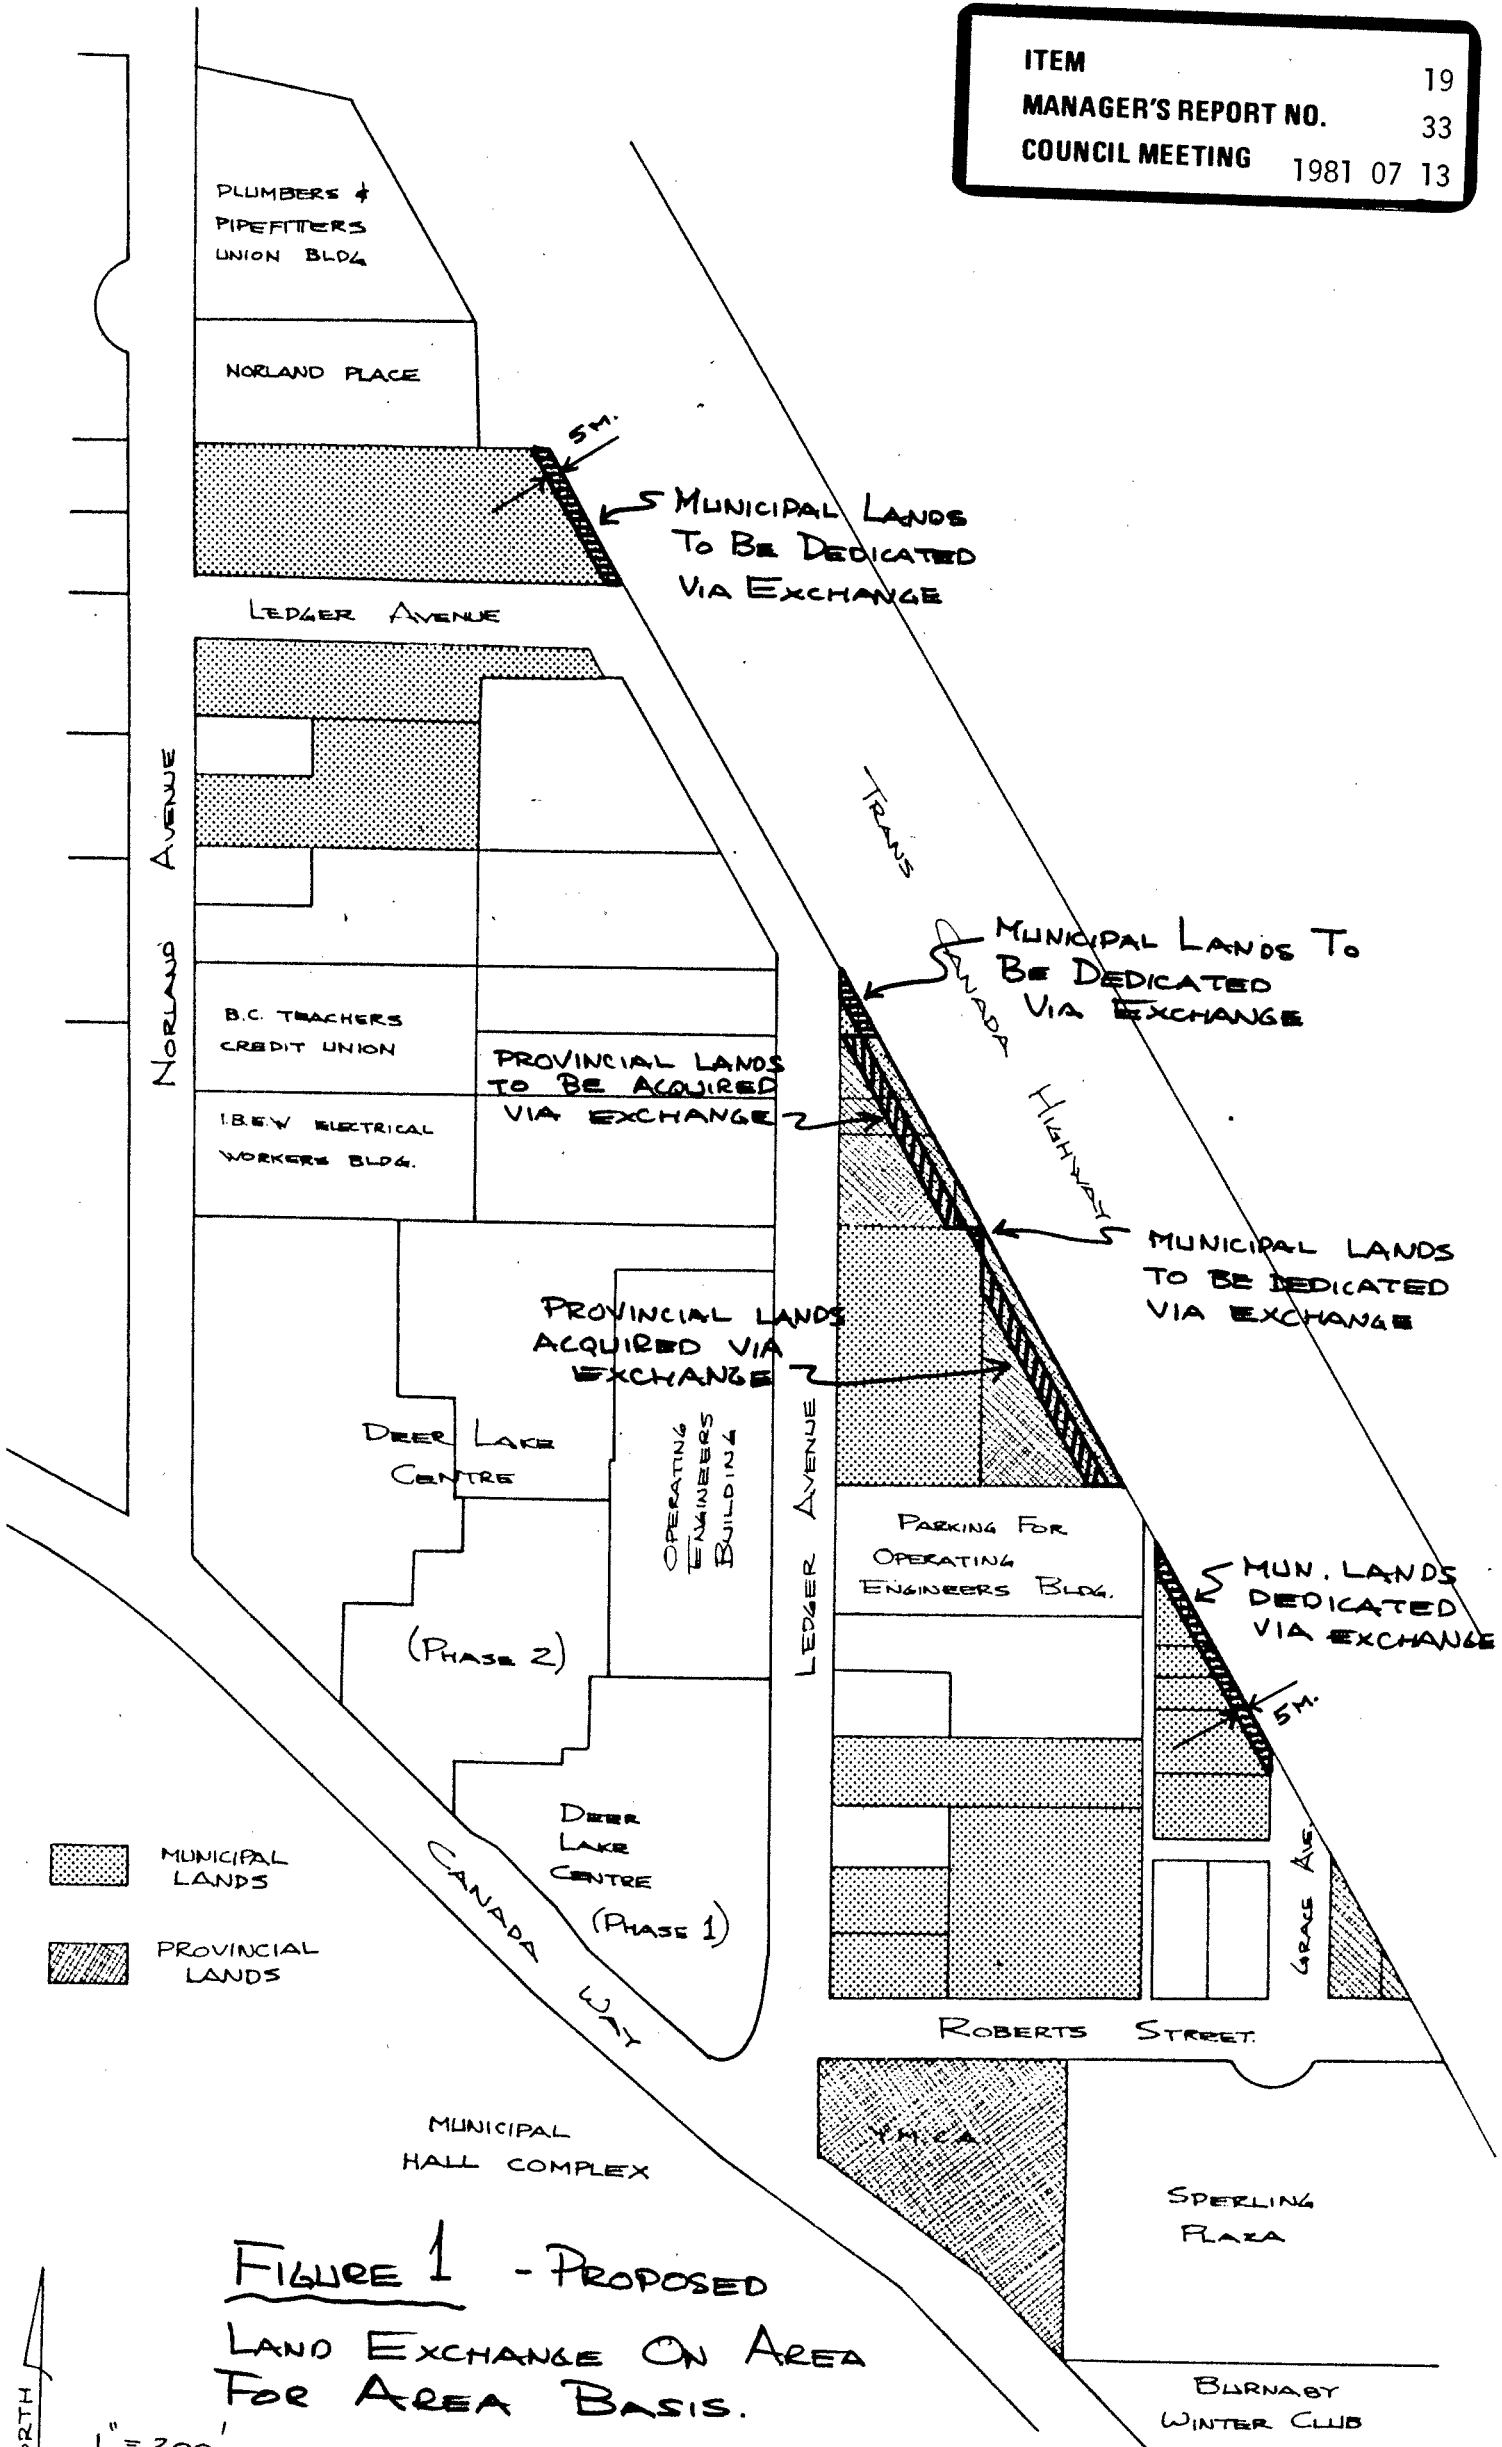 ITEM 19
MANAGER'S REPORT NO. 33
COUNCIL MEETING 1981 07 13
PLUMBERS &
PIPEFITTERS
UNION BLDG
NORLAND PLACE
5 M.
MUNICIPAL LANDS
TO BE DEDICATED
VIA EXCHANGE
LEDGER AVENUE
NORLAND AVENUE
TRANS CANADA HIGHWAY
MUNICIPAL LANDS TO
BE DEDICATED
VIA EXCHANGE
B.C. TEACHERS
CREDIT UNION
PROVINCIAL LANDS
TO BE ACQUIRED
VIA EXCHANGE
I.B.E.W ELECTRICAL
WORKERS BLDG.
MUNICIPAL LANDS
TO BE DEDICATED
VIA EXCHANGE
PROVINCIAL LANDS
ACQUIRED VIA
EXCHANGE
DEER LAKE
CENTRE
OPERATING
ENGINEERS
BUILDING
LEDGER AVENUE
PARKING FOR
OPERATING
ENGINEERS BLDG.
MUN. LANDS
DEDICATED
VIA EXCHANGE
5 M.
(PHASE 2)
DEER
LAKE
CENTRE
(PHASE 1)
CANADA WAY
GRACE AVE.
MUNICIPAL
LANDS
PROVINCIAL
LANDS
ROBERTS STREET.
Y.M.C.A.
MUNICIPAL
HALL COMPLEX
SPERLING
PLAZA
FIGURE 1 - PROPOSED
LAND EXCHANGE ON AREA
FOR AREA BASIS.
BURNABY
WINTER CLUB
1" = 200'